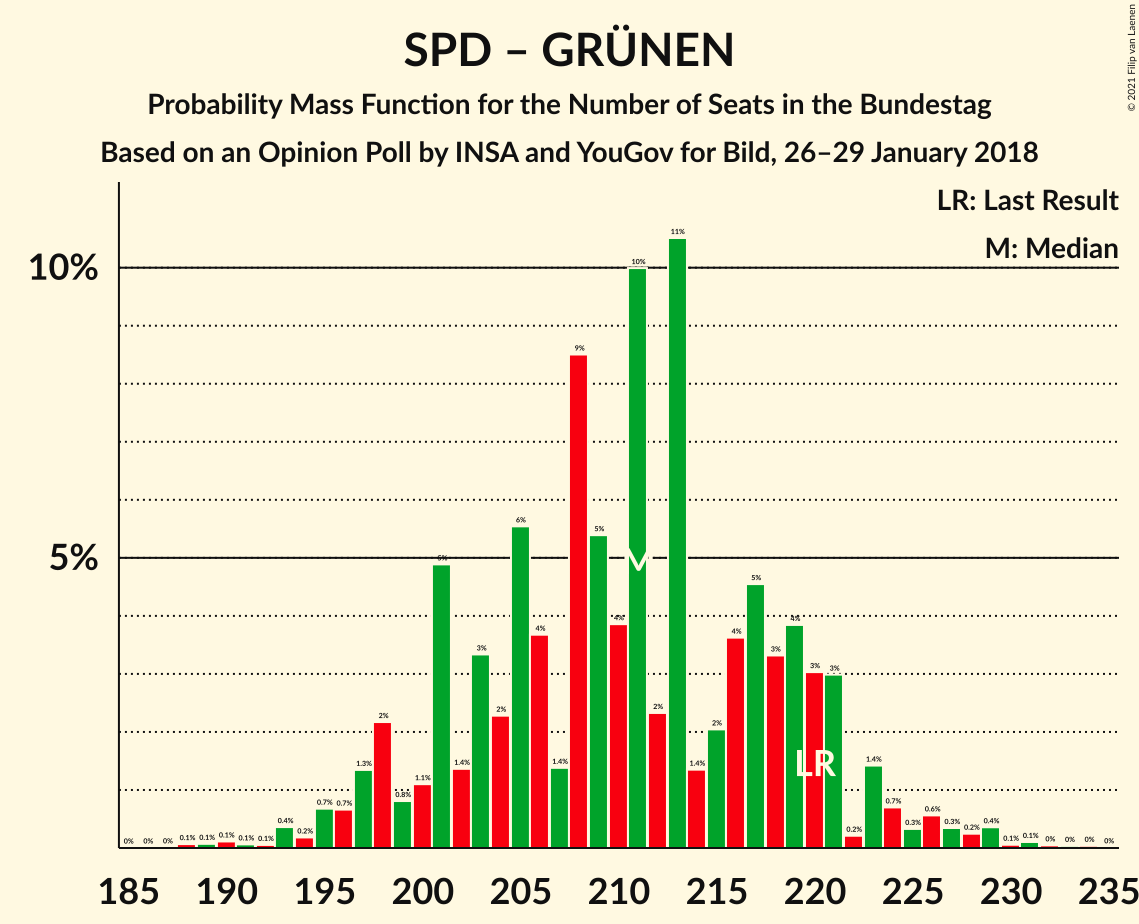 SPD – GRÜNEN
Probability Mass Function for the Number of Seats in the Bundestag
Based on an Opinion Poll by INSA and YouGov for Bild, 26–29 January 2018
© 2021 Filip van Laenen
LR: Last Result
M: Median
10%
5%
0% 0% 0% 0.1% 0.1% 0.1% 0.1% 0.1% 0.4% 0.2% 0.7% 0.7% 1.3% 2% 0.8% 1.1% 5% 1.4% 3% 2% 6% 4% 1.4% 9% 5% 4% 10% 2% 11% 1.4% 2% 4% 5% 3% 4% 3% 3% 0.2% 1.4% 0.7% 0.3% 0.6% 0.3% 0.2% 0.4% 0.1% 0.1% 0% 0% 0% 0%
M
LR
185 190 195 200 205 210 215 220 225 230 235